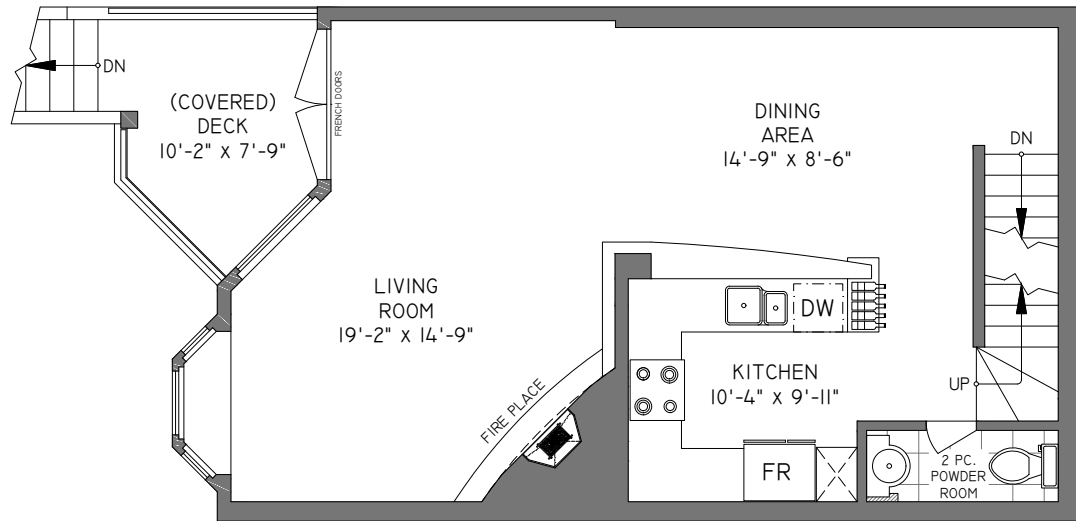 DN
(COVERED)
DECK
10'-2" X 7'-9"
FRENCH DOORS
DINING
AREA
14'-9" X 8'-6"
DN
LIVING
ROOM
19'-2" X 14'-9"
DW
KITCHEN
10'-4" X 9'-11"
UP
FIRE PLACE
FR
2 PC.
POWDER
ROOM